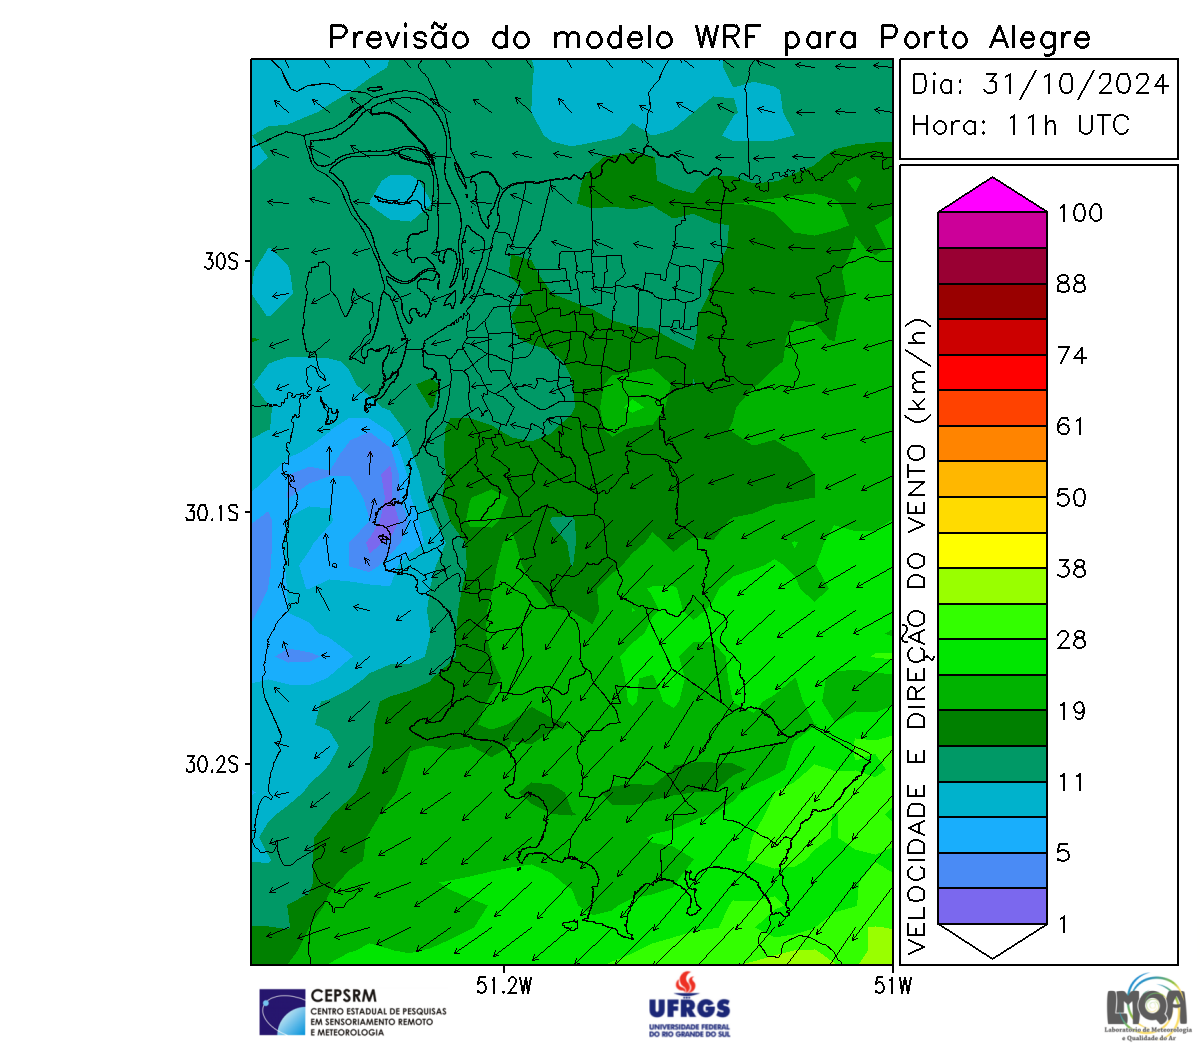 Previsão do modelo WRF para Porto Alegre
Dia: 31/10/2024
Hora: 11h UTC
30S
30.1S
30.2S
51.2W
51W
VELOCIDADE E DIREÇÃO DO VENTO (km/h)
100
88
74
61
50
38
28
19
11
5
1
CEPSRM
CENTRO ESTADUAL DE PESQUISAS
EM SENSORIAMENTO REMOTO
E METEOROLOGIA
UFRGS
UNIVERSIDADE FEDERAL
DO RIO GRANDE DO SUL
LMQA
Laboratório de Meteorologia
e Qualidade do Ar